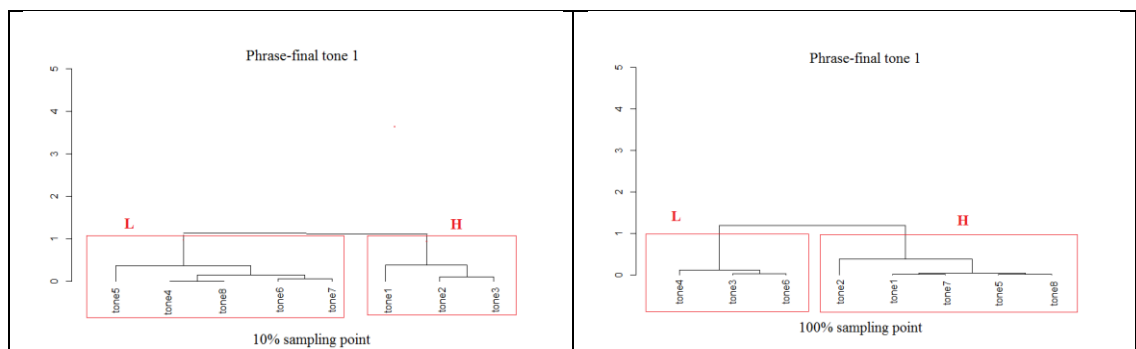 Phrase-final tone 1
5
4
3
2
1
0
L
H
tone5
tone4
tone8
tone6
tone7
tone1
tone2
tone3
10% sampling point
Phrase-final tone 1
5
4
3
2
1
0
L
H
tone4
tone3
tone6
tone2
tone1
tone7
tone5
tone8
100% sampling point